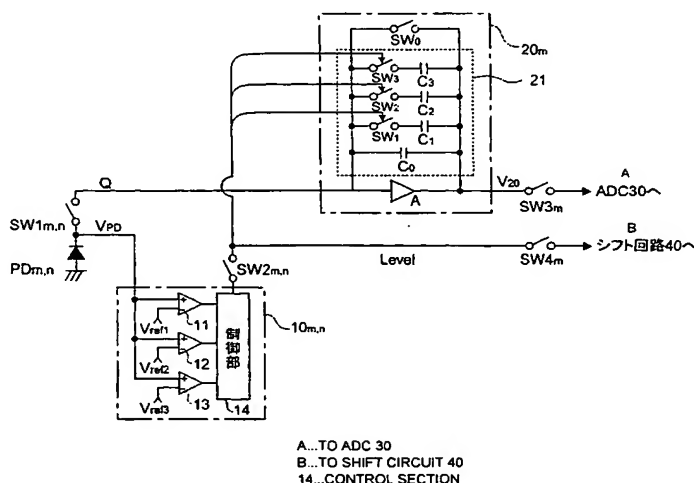 SW0
20m
SW3
C3
21
SW2
C2
SW1
C1
C0
Q
A
V20
A
ADC30へ
SW3m
SW1m,n
VPD
B
シフト回路40へ
Level
SW4m
SW2m,n
PDm,n
10m,n
Vref1
11
Vref2
12
Vref3
13
制御部
14
A...TO ADC 30
B...TO SHIFT CIRCUIT 40
14...CONTROL SECTION